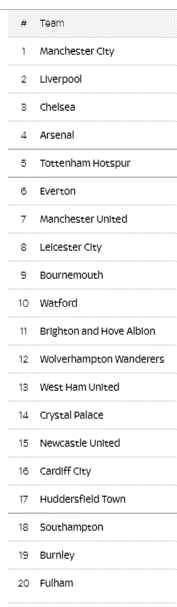 # Team
1 Manchester City
2 Liverpool
3 Chelsea
4 Arsenal
5 Tottenham Hotspur
6 Everton
7 Manchester United
8 Leicester City
9 Bournemouth
10 Watford
11 Brighton and Hove Albion
12 Wolverhampton Wanderers
13 West Ham United
14 Crystal Palace
15 Newcastle United
16 Cardiff City
17 Huddersfield Town
18 Southampton
19 Burnley
20 Fulham